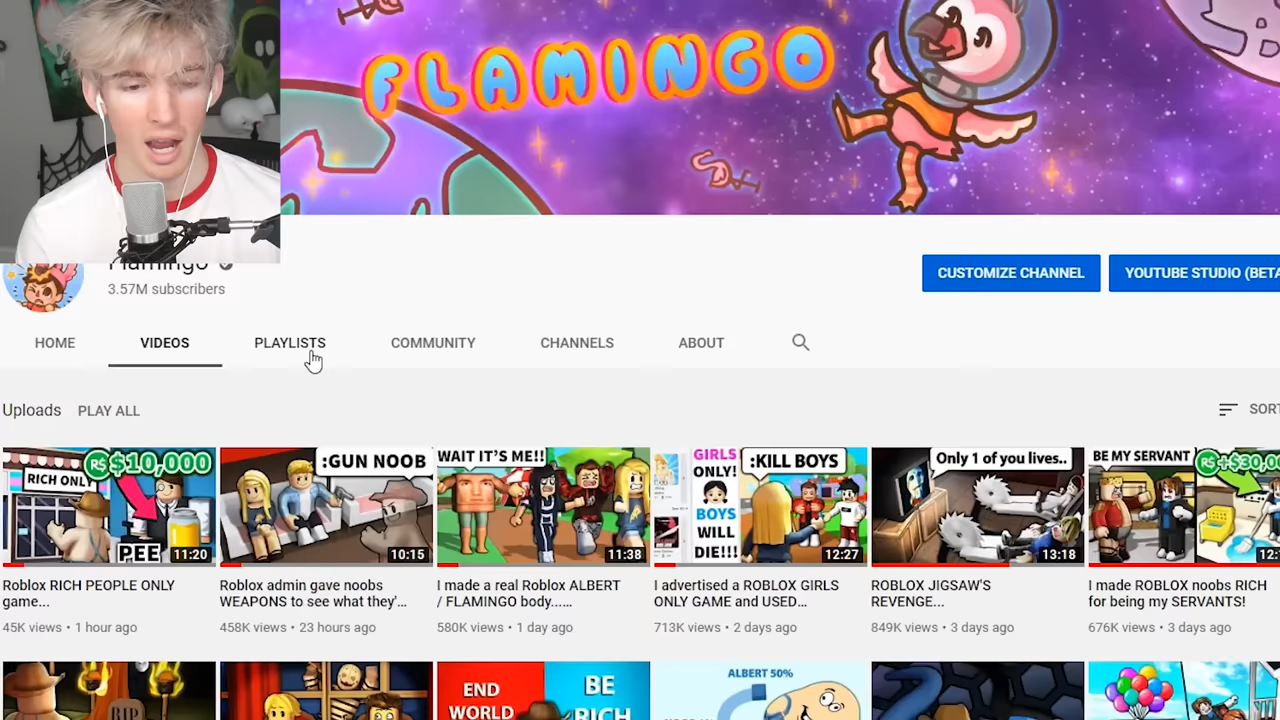 FLAMINGO
Flamingo
3.57M subscribers
CUSTOMIZE CHANNEL
YOUTUBE STUDIO (BETA
HOME
VIDEOS
PLAYLISTS
COMMUNITY
CHANNELS
ABOUT
Uploads
PLAY ALL
SORT
R$ $10,000
RICH ONLY
PEE
11:20
:GUN NOOB
10:15
WAIT IT'S ME!!
11:38
GIRLS
ONLY!
BOYS
WILL
DIE!!!
:KILL BOYS
12:27
Only 1 of you lives..
13:18
BE MY SERVANT
R$ +$30,00
12:
Roblox RICH PEOPLE ONLY
game...
45K views • 1 hour ago
Roblox admin gave noobs
WEAPONS to see what they'...
458K views • 23 hours ago
I made a real Roblox ALBERT
/ FLAMINGO body......
580K views • 1 day ago
I advertised a ROBLOX GIRLS
ONLY GAME and USED...
713K views • 2 days ago
ROBLOX JIGSAW'S
REVENGE...
849K views • 3 days ago
I made ROBLOX noobs RICH
for being my SERVANTS!
676K views • 3 days ago
RIP
END
WORLD
BE
RICH
ALBERT 50%